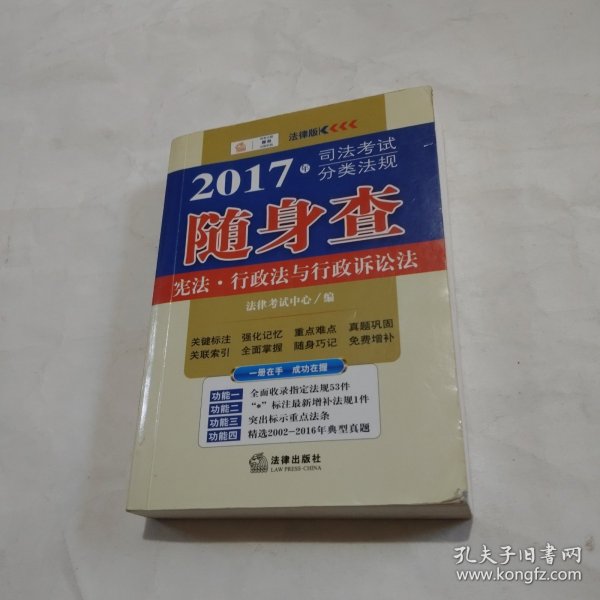 法律版
2017年
司法考试
分类法规
随身查
宪法·行政法与行政诉讼法
法律考试中心/编
关键标注 强化记忆 重点难点 真题巩固
关联索引 全面掌握 随身巧记 免费增补
一册在手 成功在握
功能一 全面收录指定法规53件
功能二 “*”标注最新增补法规1件
功能三 突出标示重点法条
功能四 精选2002-2016年典型真题
法律出版社
LAW PRESS·CHINA
孔夫子旧书网
www.kongfz.com